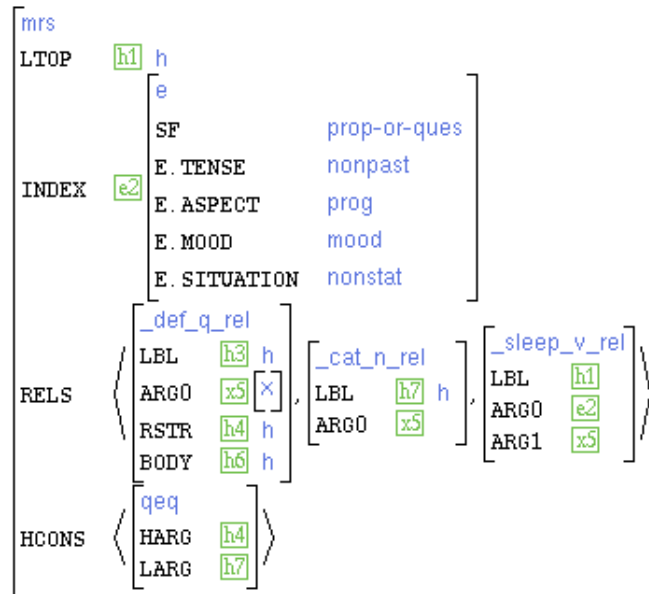 mrs
LTOP h1 h
e
SF prop-or-ques
E.TENSE nonpast
INDEX e2 E.ASPECT prog
E.MOOD mood
E.SITUATION nonstat
_def_q_rel
LBL h3 h _cat_n_rel _sleep_v_rel
RELS ARG0 x5 x , LBL h7 h , LBL h1
RSTR h4 h ARG0 x5 ARG0 e2
BODY h6 h ARG1 x5
qeq
HCONS HARG h4
LARG h7